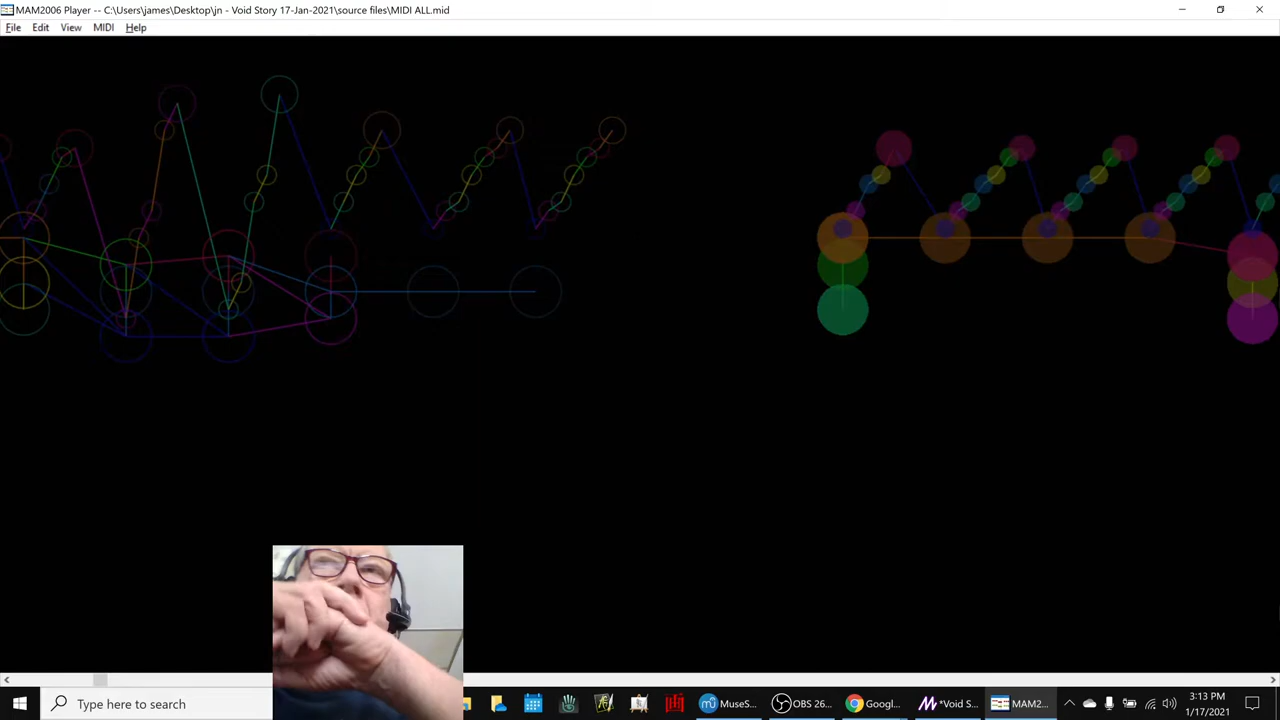 MAM2006 Player -- C:\Users\james\Desktop\jn - Void Story 17-Jan-2021\source files\MIDI ALL.mid
File Edit View MIDI Help
Type here to search
MuseS...
OBS 26...
Googl...
*Void S...
MAM2...
3:13 PM
1/17/2021